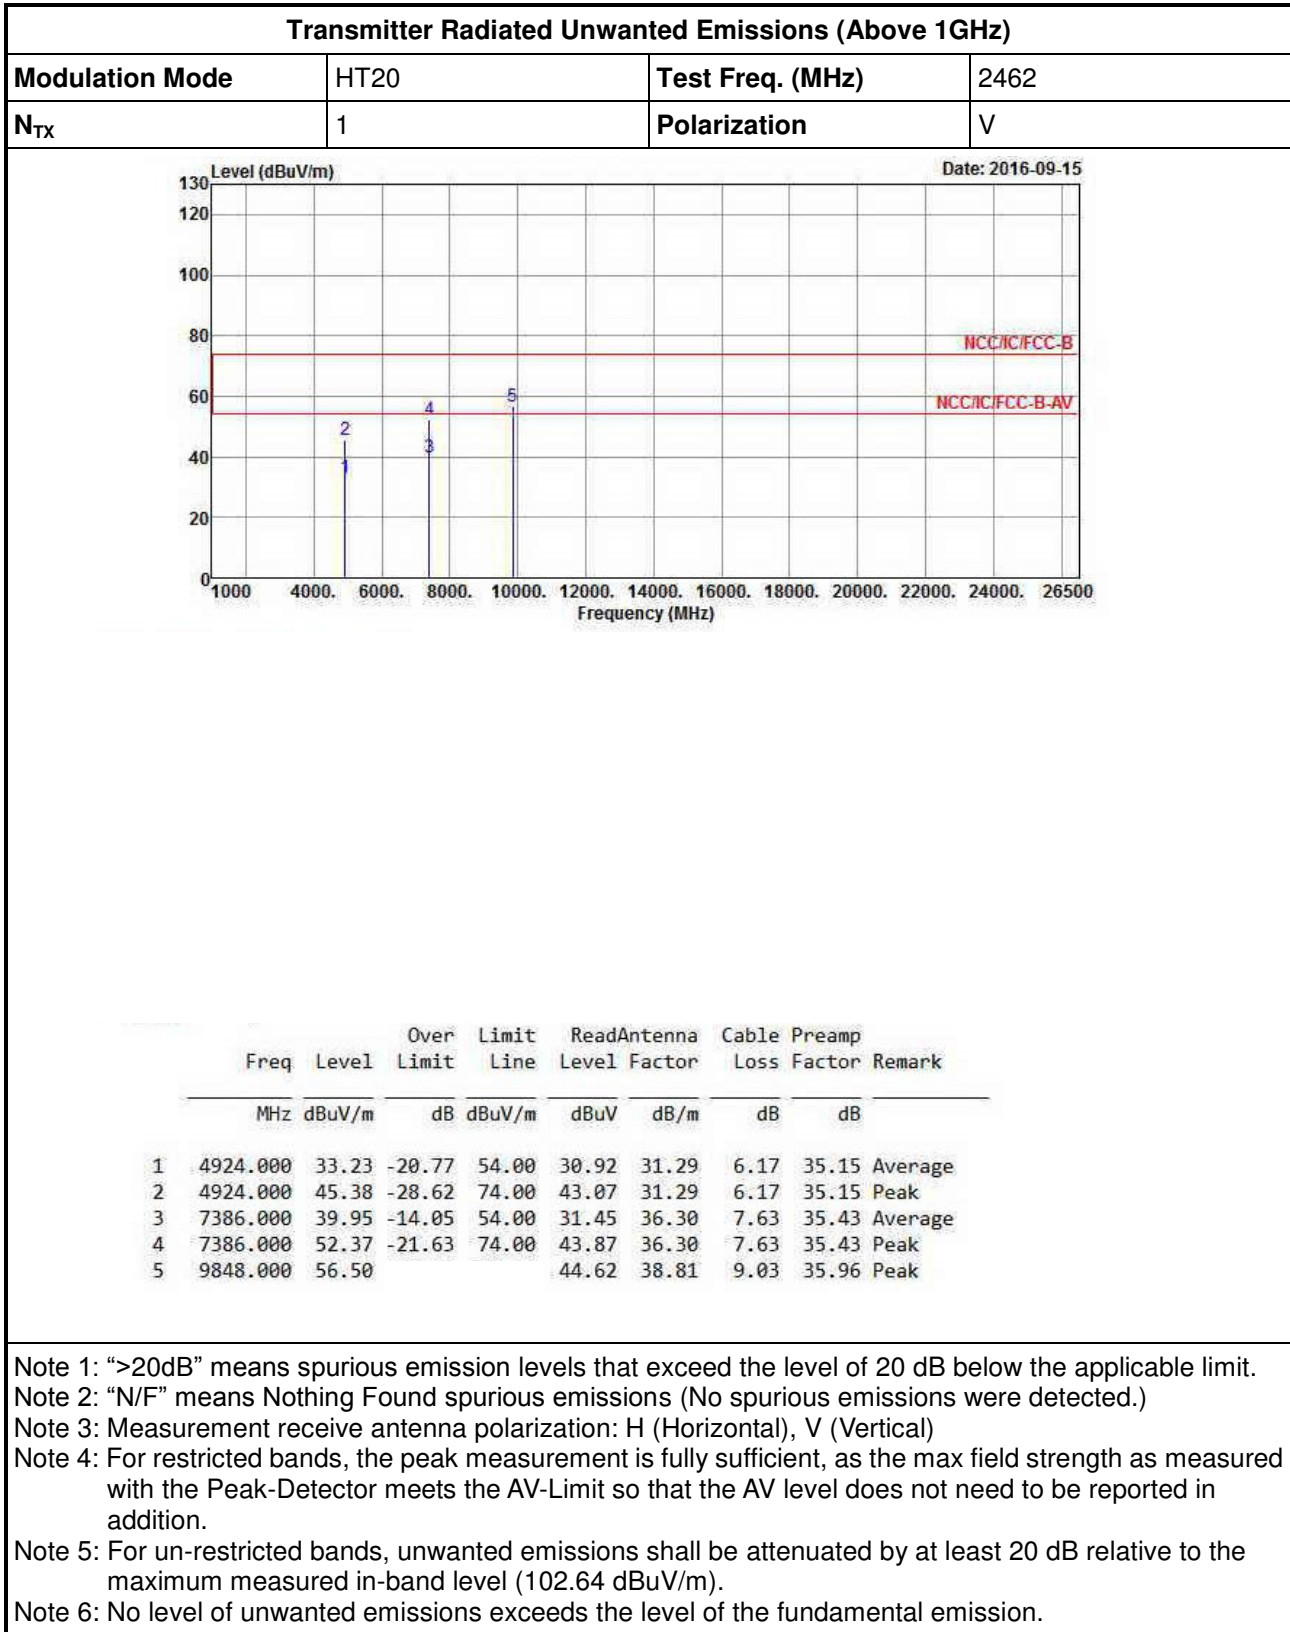 Transmitter Radiated Unwanted Emissions (Above 1GHz)
Modulation Mode HT20 Test Freq. (MHz) 2462
NTX 1 Polarization V
Level (dBuV/m) Date: 2016-09-15
130
120
100
80
60
40
20
0
NCC/IC/FCC-B
NCC/IC/FCC-B-AV
5
4
2
3
1
1000 4000. 6000. 8000. 10000. 12000. 14000. 16000. 18000. 20000. 22000. 24000. 26500
Frequency (MHz)
Over Limit ReadAntenna Cable Preamp
Freq Level Limit Line Level Factor Loss Factor Remark
MHz dBuV/m dB dBuV/m dBuV dB/m dB dB
1 4924.000 33.23 -20.77 54.00 30.92 31.29 6.17 35.15 Average
2 4924.000 45.38 -28.62 74.00 43.07 31.29 6.17 35.15 Peak
3 7386.000 39.95 -14.05 54.00 31.45 36.30 7.63 35.43 Average
4 7386.000 52.37 -21.63 74.00 43.87 36.30 7.63 35.43 Peak
5 9848.000 56.50 44.62 38.81 9.03 35.96 Peak
Note 1: “>20dB” means spurious emission levels that exceed the level of 20 dB below the applicable limit.
Note 2: “N/F” means Nothing Found spurious emissions (No spurious emissions were detected.)
Note 3: Measurement receive antenna polarization: H (Horizontal), V (Vertical)
Note 4: For restricted bands, the peak measurement is fully sufficient, as the max field strength as measured
with the Peak-Detector meets the AV-Limit so that the AV level does not need to be reported in
addition.
Note 5: For un-restricted bands, unwanted emissions shall be attenuated by at least 20 dB relative to the
maximum measured in-band level (102.64 dBuV/m).
Note 6: No level of unwanted emissions exceeds the level of the fundamental emission.